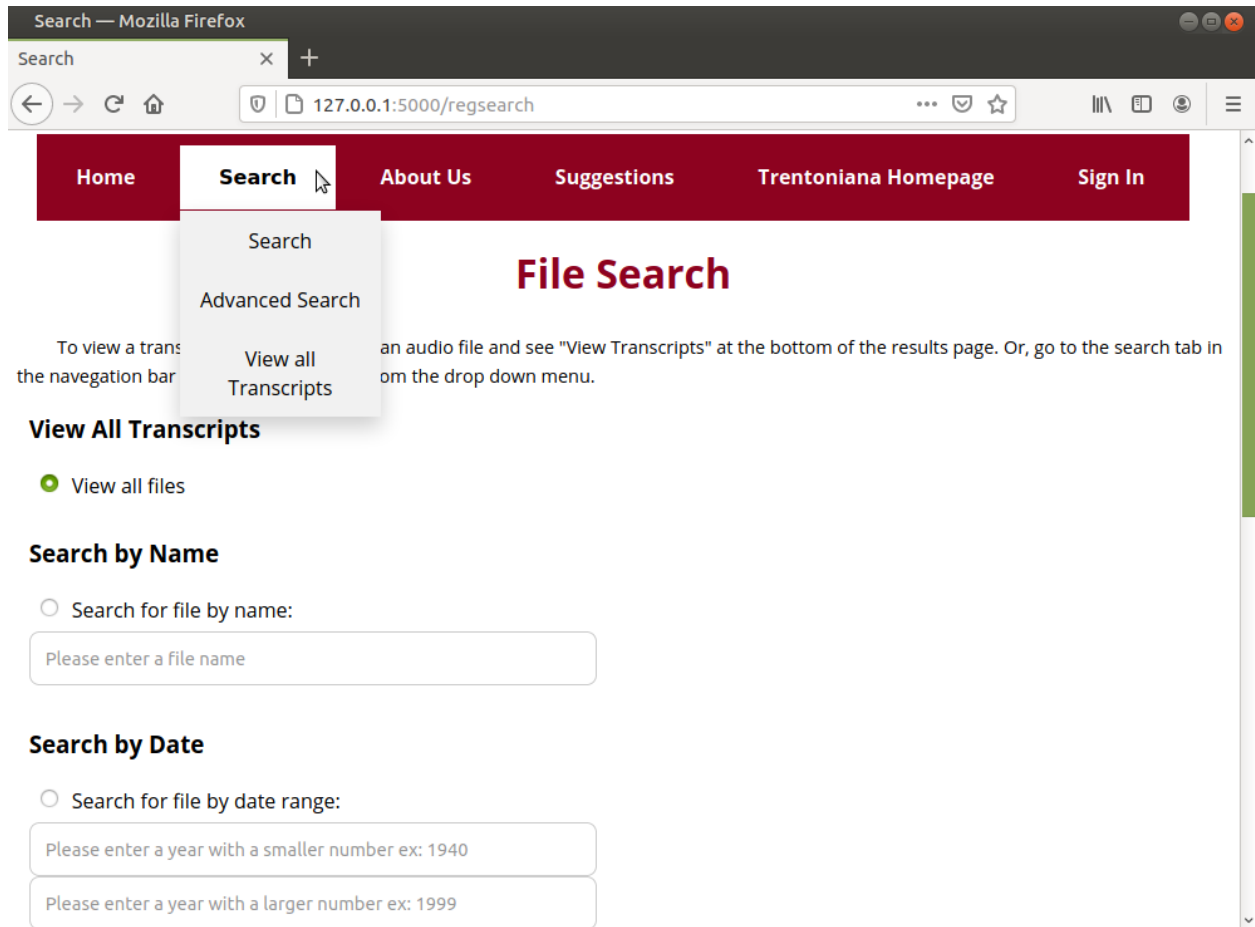 Search — Mozilla Firefox
Search
127.0.0.1:5000/regsearch
Home Search About Us Suggestions Trentoniana Homepage Sign In
Search
Advanced Search
View all
Transcripts
File Search
To view a trans an audio file and see "View Transcripts" at the bottom of the results page. Or, go to the search tab in
the navegation bar om the drop down menu.
View All Transcripts
View all files
Search by Name
Search for file by name:
Please enter a file name
Search by Date
Search for file by date range:
Please enter a year with a smaller number ex: 1940
Please enter a year with a larger number ex: 1999